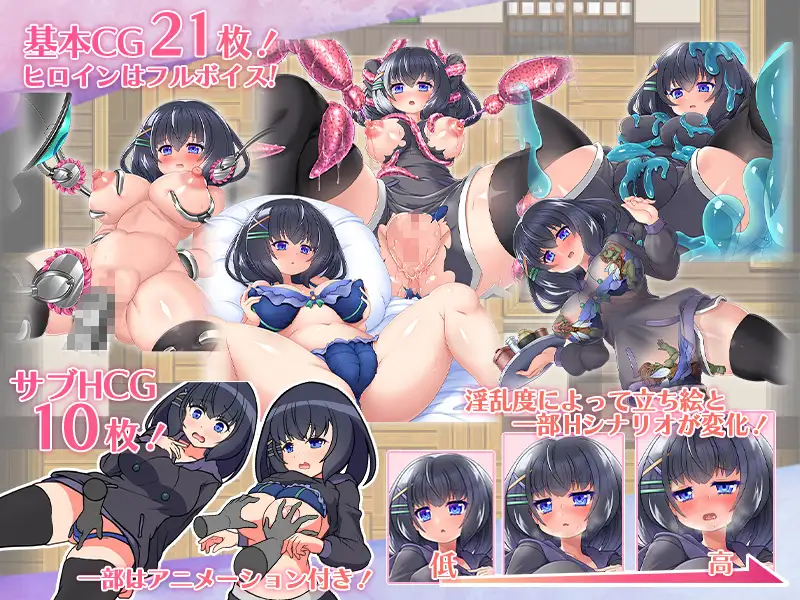 基本CG21枚!
ヒロインはフルボイス!
サブHCG
10枚!
淫乱度によって立ち絵と
一部Hシナリオが変化!
低
高
一部はアニメーション付き!